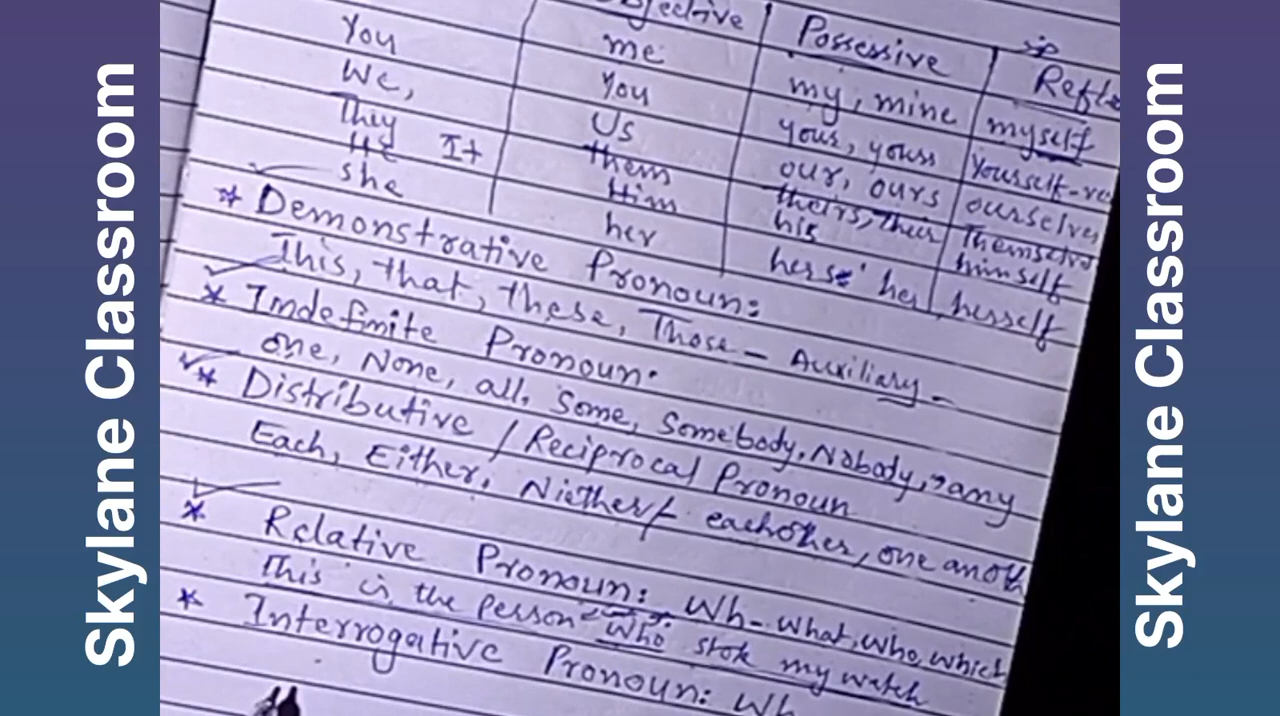 Skylane Classroom
Objective Possessive Refle
You me my, mine myself
We, You your, yours Yourself-ves
They Us our, ours ourselves
He It them theirs, their Themselve
she Him his himself
her hers her herself
* Demonstrative Pronoun:
This, that, these, Those – Auxiliary –
* Indefinite Pronoun.
one, None, all, Some, Somebody, Nobody, any
* Distributive / Reciprocal Pronoun
Each, Either, Niether/ eachother, one anoth
* Relative Pronoun: Wh – What, Who, which
This is the person who stole my watch
* Interrogative Pronoun: Wh
Skylane Classroom